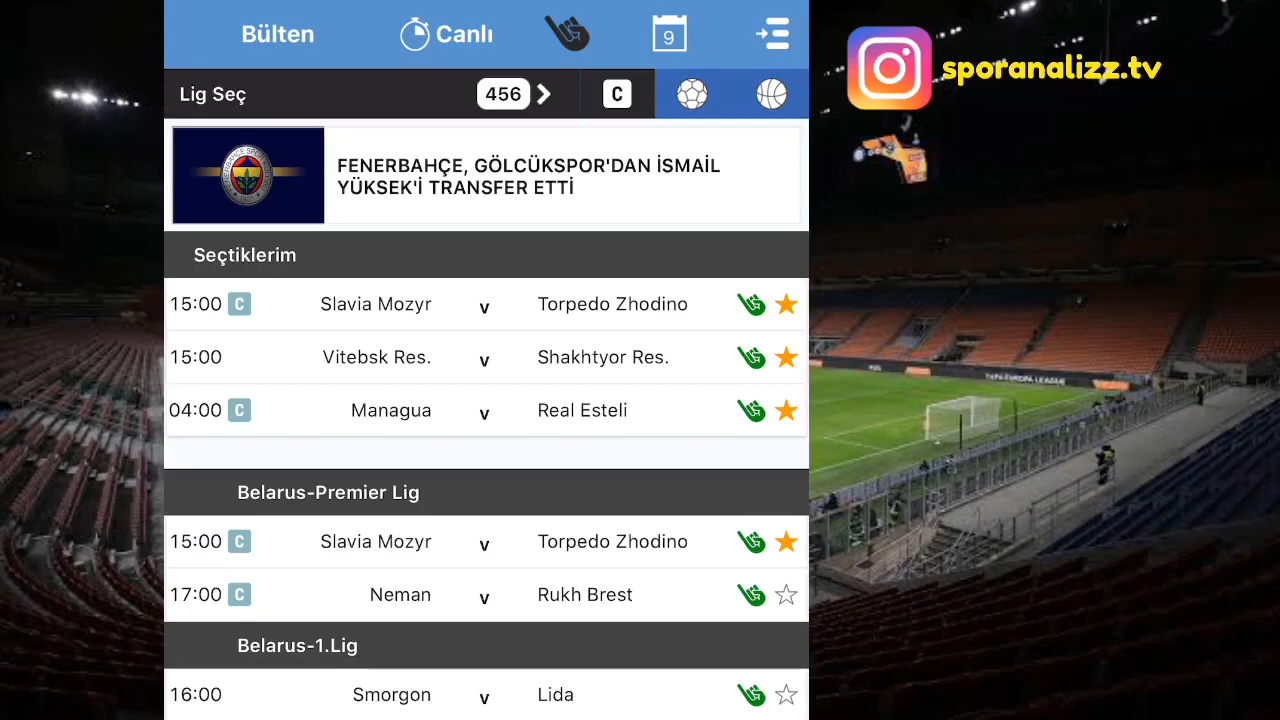 Bülten
Canlı
9
sporanalizz.tv
Lig Seç
456
C
FENERBAHÇE, GÖLCÜKSPOR'DAN İSMAİL
YÜKSEK'İ TRANSFER ETTİ
Seçtiklerim
15:00 C Slavia Mozyr v Torpedo Zhodino
15:00 Vitebsk Res. v Shakhtyor Res.
04:00 C Managua v Real Esteli
Belarus-Premier Lig
15:00 C Slavia Mozyr v Torpedo Zhodino
17:00 C Neman v Rukh Brest
Belarus-1.Lig
16:00 Smorgon v Lida
EUROPA LEAGUE